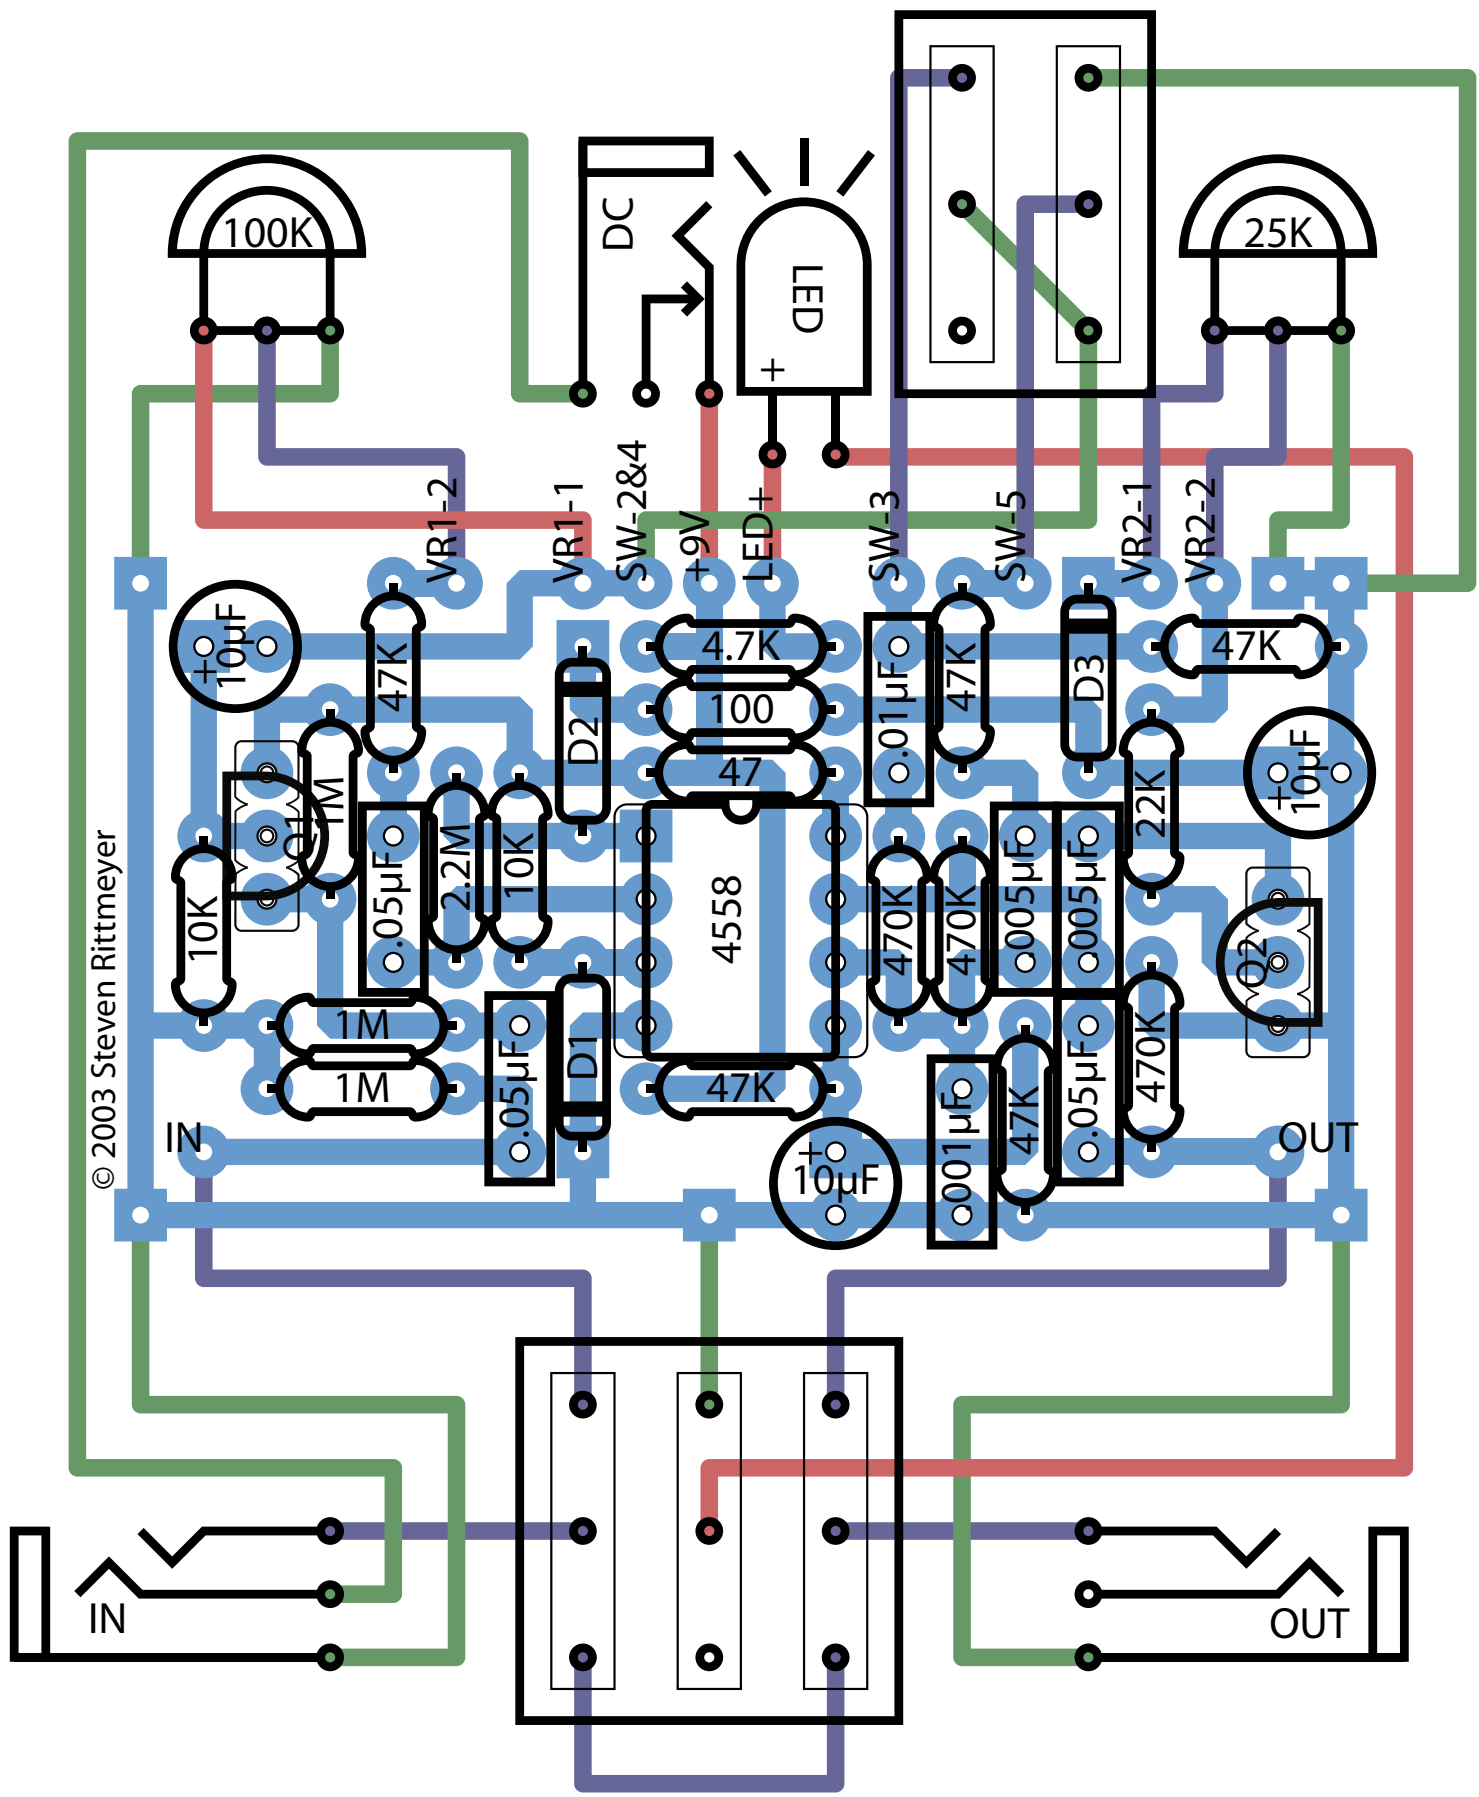 100K
DC
LED
+
25K
VR1-2
VR1-1
SW-2&4
+9V
LED+
SW-3
SW-5
VR2-1
VR2-2
10µF
+
47K
4.7K
100
47
D2
.01µF
47K
D3
47K
22K
10µF
+
Q1
1M
.05µF
2.2M
10K
10K
4558
470K
470K
.005µF
.005µF
Q2
1M
1M
.05µF
D1
47K
.001µF
47K
.05µF
470K
+
10µF
IN
OUT
© 2003 Steven Rittmeyer
IN
OUT